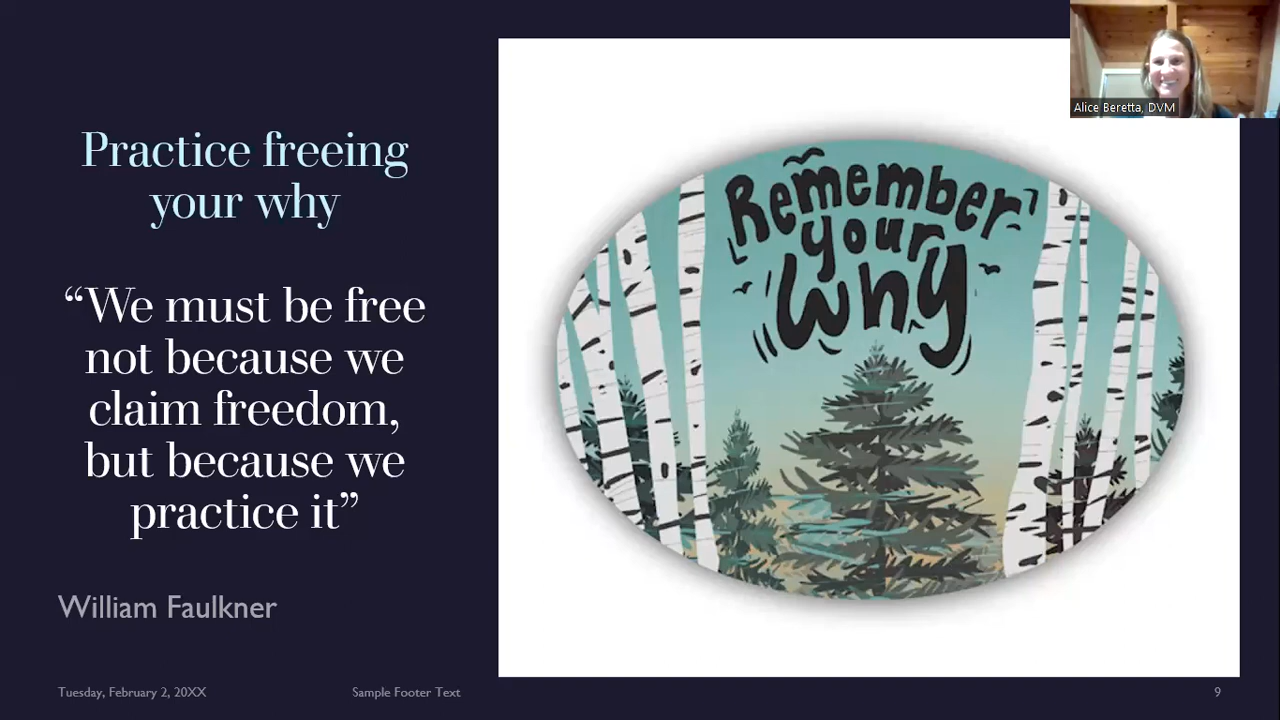 Practice freeing
your why
“We must be free
not because we
claim freedom,
but because we
practice it”
William Faulkner
Tuesday, February 2, 20XX
Sample Footer Text
9
Remember
your
why
Alice Beretta, DVM